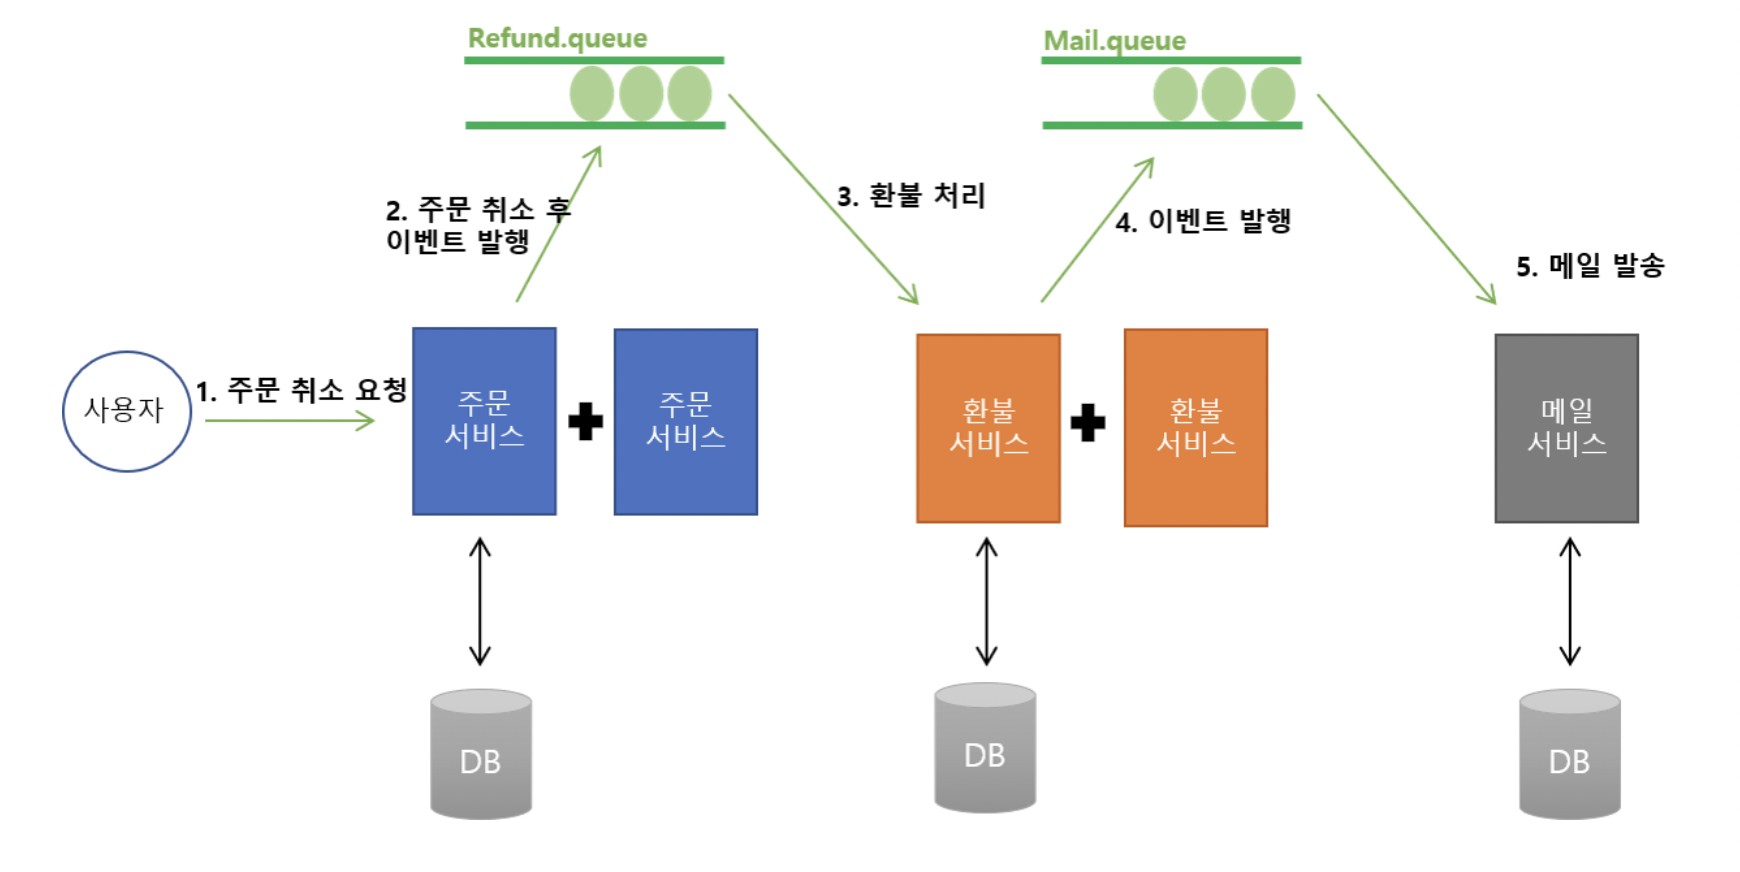 Refund.queue
Mail.queue
2. 주문 취소 후
이벤트 발행
3. 환불 처리
4. 이벤트 발행
5. 메일 발송
사용자
1. 주문 취소 요청
주문
서비스
주문
서비스
환불
서비스
환불
서비스
메일
서비스
DB
DB
DB